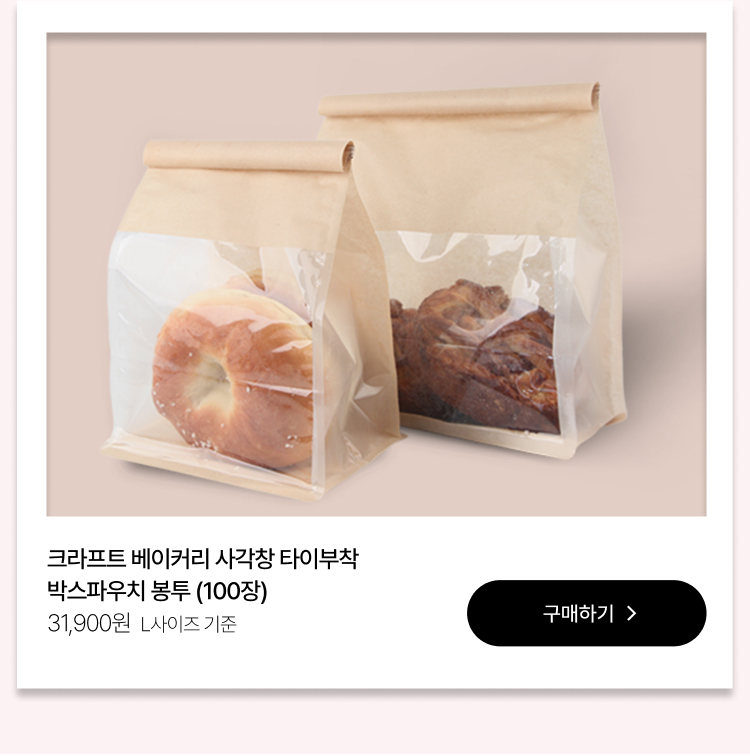 크라프트 베이커리 사각창 타이부착
박스파우치 봉투 (100장)
31,900원 L사이즈 기준
구매하기 >